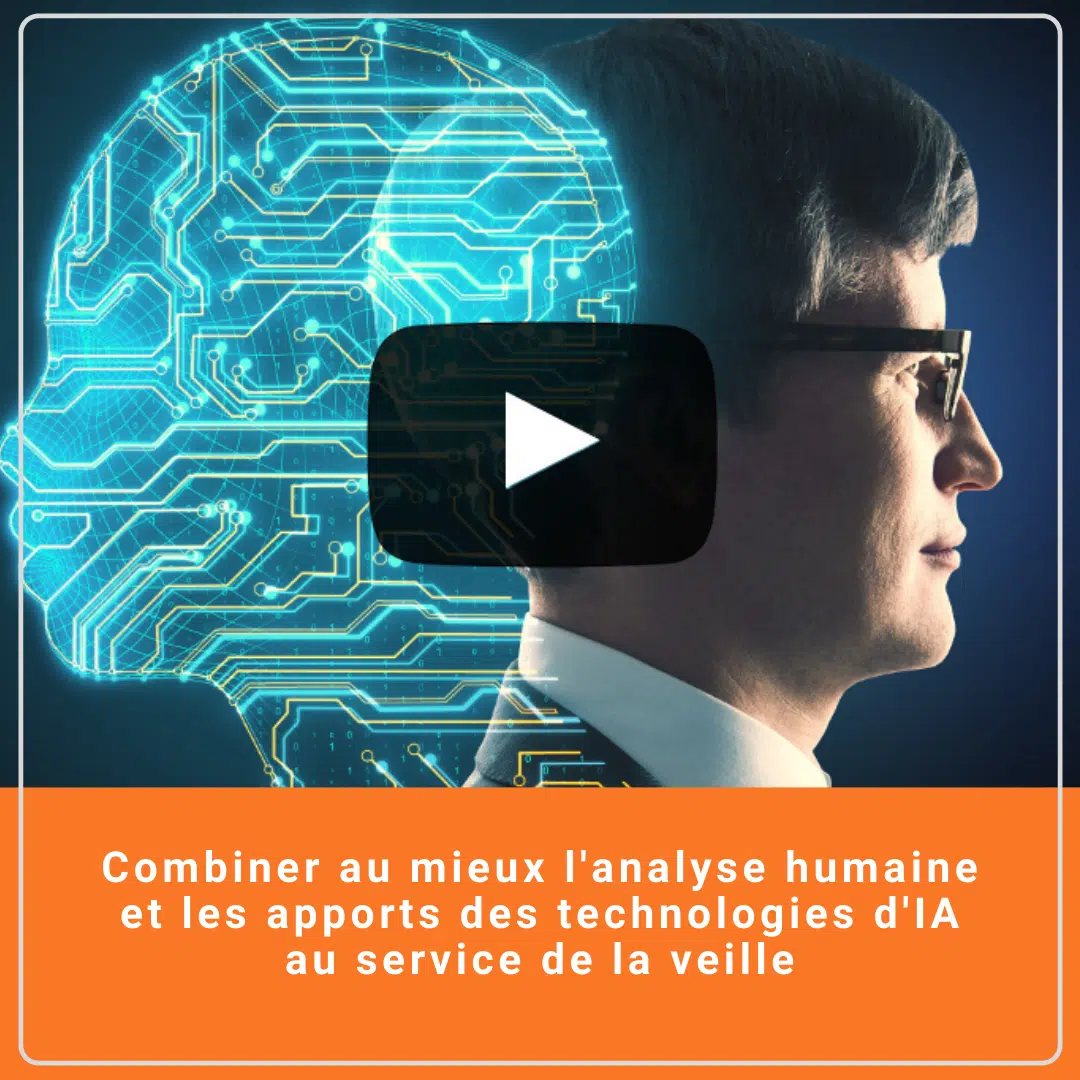 Combiner au mieux l'analyse humaine
et les apports des technologies d'IA
au service de la veille